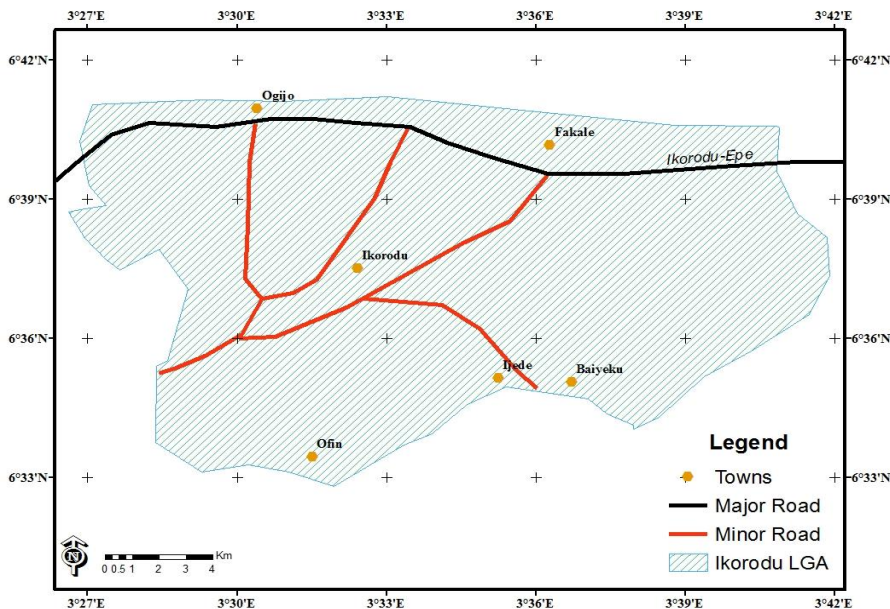 3°27'E 3°30'E 3°33'E 3°36'E 3°39'E 3°42'E
6°42'N 6°42'N
Ogijo
Fakale
Ikorodu-Epe
6°39'N 6°39'N
Ikorodu
6°36'N 6°36'N
Ijede
Baiyeku
Ofin
Legend
6°33'N 6°33'N
Towns
Major Road
Minor Road
Ikorodu LGA
N
Km
0 0.5 1 2 3 4
3°27'E 3°30'E 3°33'E 3°36'E 3°39'E 3°42'E